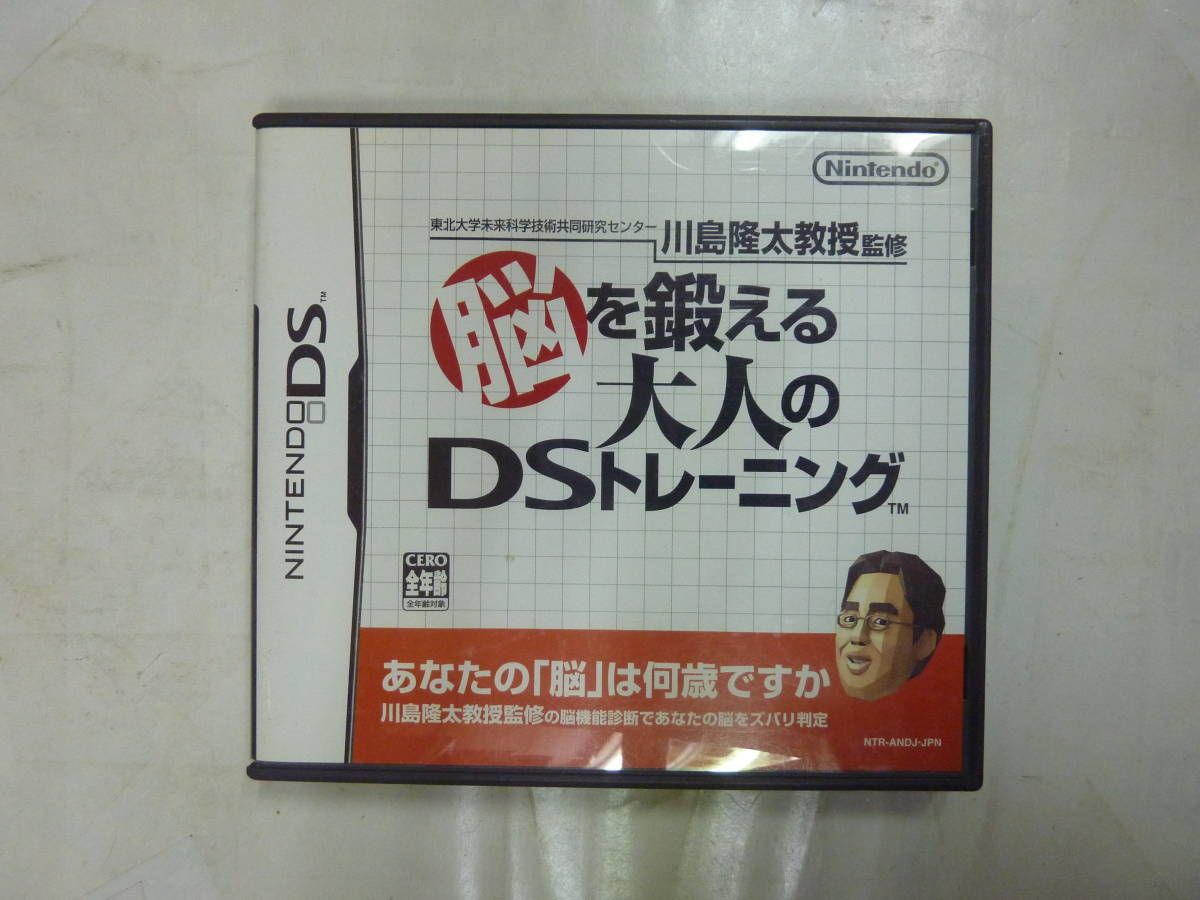 NINTENDODS™
Nintendo®
東北大学未来科学技術共同研究センター 川島隆太教授監修
脳を鍛える
大人の
DSトレーニング™
CERO
全年齢
全年齢対象
あなたの「脳」は何歳ですか
川島隆太教授監修の脳機能診断であなたの脳をズバリ判定
NTR-ANDJ-JPN